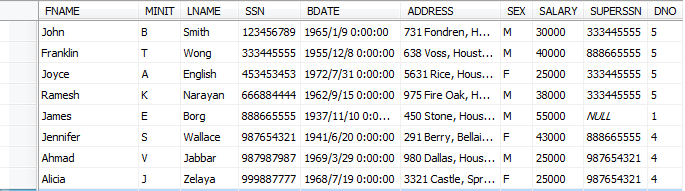 FNAME MINIT LNAME SSN BDATE ADDRESS SEX SALARY SUPERSSN DNO
John B Smith 123456789 1965/1/9 0:00:00 731 Fondren, H... M 30000 333445555 5
Franklin T Wong 333445555 1955/12/8 0:00:00 638 Voss, Houst... M 40000 888665555 5
Joyce A English 453453453 1972/7/31 0:00:00 5631 Rice, Houst... F 25000 333445555 5
Ramesh K Narayan 666884444 1962/9/15 0:00:00 975 Fire Oak, H... M 38000 333445555 5
James E Borg 888665555 1937/11/10 0:0... 450 Stone, Hous... M 55000 NULL 1
Jennifer S Wallace 987654321 1941/6/20 0:00:00 291 Berry, Bellai... F 43000 888665555 4
Ahmad V Jabbar 987987987 1969/3/29 0:00:00 980 Dallas, Hous... M 25000 987654321 4
Alicia J Zelaya 999887777 1968/7/19 0:00:00 3321 Castle, Spr... F 25000 987654321 4